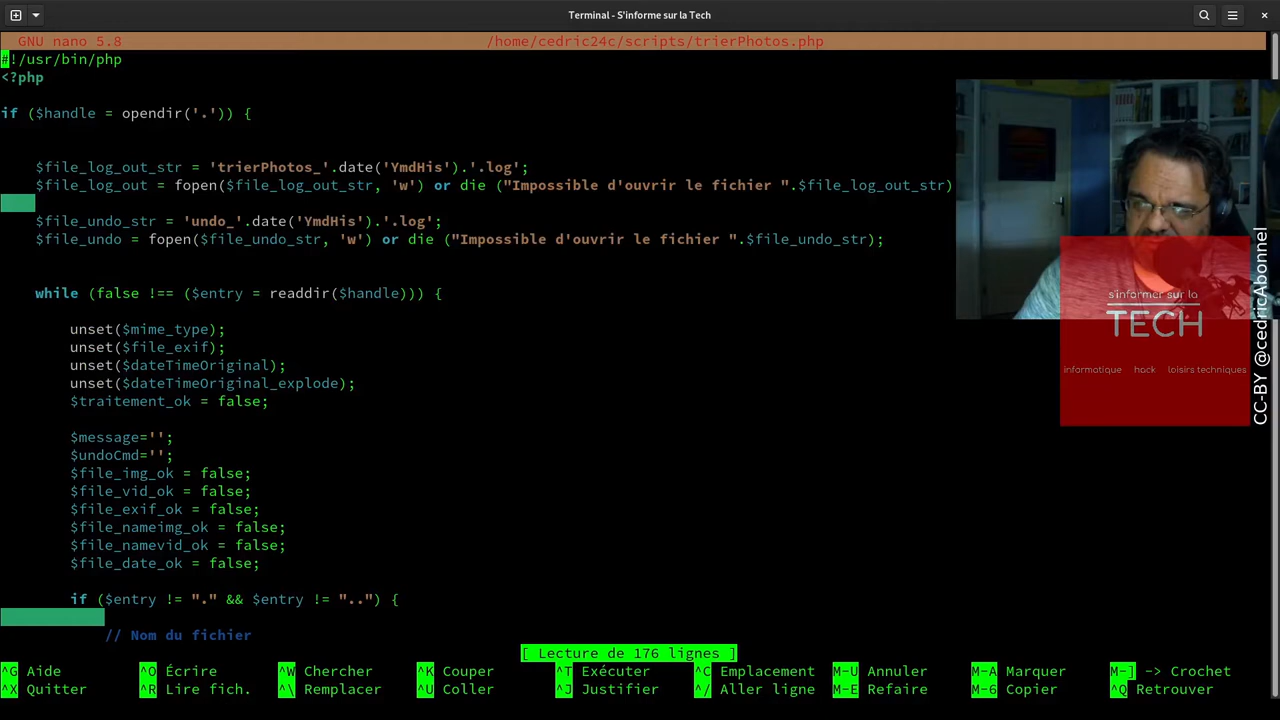 Terminal - S'informe sur la Tech
GNU nano 5.8 /home/cedric24c/scripts/trierPhotos.php
#!/usr/bin/php
<?php
if ($handle = opendir('.')) {
$file_log_out_str = 'trierPhotos_'.date('YmdHis').'.log';
$file_log_out = fopen($file_log_out_str, 'w') or die ("Impossible d'ouvrir le fichier ".$file_log_out_str)
$file_undo_str = 'undo_'.date('YmdHis').'.log';
$file_undo = fopen($file_undo_str, 'w') or die ("Impossible d'ouvrir le fichier ".$file_undo_str);
while (false !== ($entry = readdir($handle))) {
unset($mime_type);
unset($file_exif);
unset($dateTimeOriginal);
unset($dateTimeOriginal_explode);
$traitement_ok = false;
$message='';
$undoCmd='';
$file_img_ok = false;
$file_vid_ok = false;
$file_exif_ok = false;
$file_nameimg_ok = false;
$file_namevid_ok = false;
$file_date_ok = false;
if ($entry != "." && $entry != "..") {
// Nom du fichier
[ Lecture de 176 lignes ]
^G Aide ^O Écrire ^W Chercher ^K Couper ^T Exécuter ^C Emplacement M-U Annuler M-A Marquer M-] -> Crochet
^X Quitter ^R Lire fich. ^\ Remplacer ^U Coller ^J Justifier ^/ Aller ligne M-E Refaire M-6 Copier ^Q Retrouver
s'informer sur la
TECH
informatique hack loisirs techniques
CC-BY @cedricAbonnel